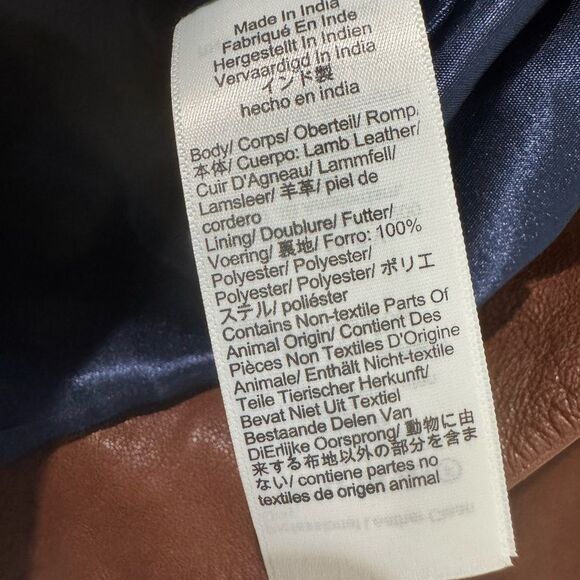 Made In India
Fabriqué En Inde
Hergestellt In Indien
Vervaardigd In India
インド製
hecho en india
Body/ Corps/ Oberteil/ Romp/
本体/ Cuerpo: Lamb Leather/
Cuir D'Agneau/ Lammfell/
Lamsleer/ 羊革/ piel de
cordero
Lining/ Doublure/ Futter/
Voering/ 裏地/ Forro: 100%
Polyester/ Polyester/
Polyester/ Polyester/ ポリエ
ステル/ poliéster
Contains Non-textile Parts Of
Animal Origin/ Contient Des
Pièces Non Textiles D'Origine
Animale/ Enthält Nicht-textile
Teile Tierischer Herkunft/
Bevat Niet Uit Textiel
Bestaande Delen Van
DiErlijke Oorsprong/ 動物に由
来する布地以外の部分を含ま
ない/ contiene partes no
textiles de origen animal
Professional Leather Clean